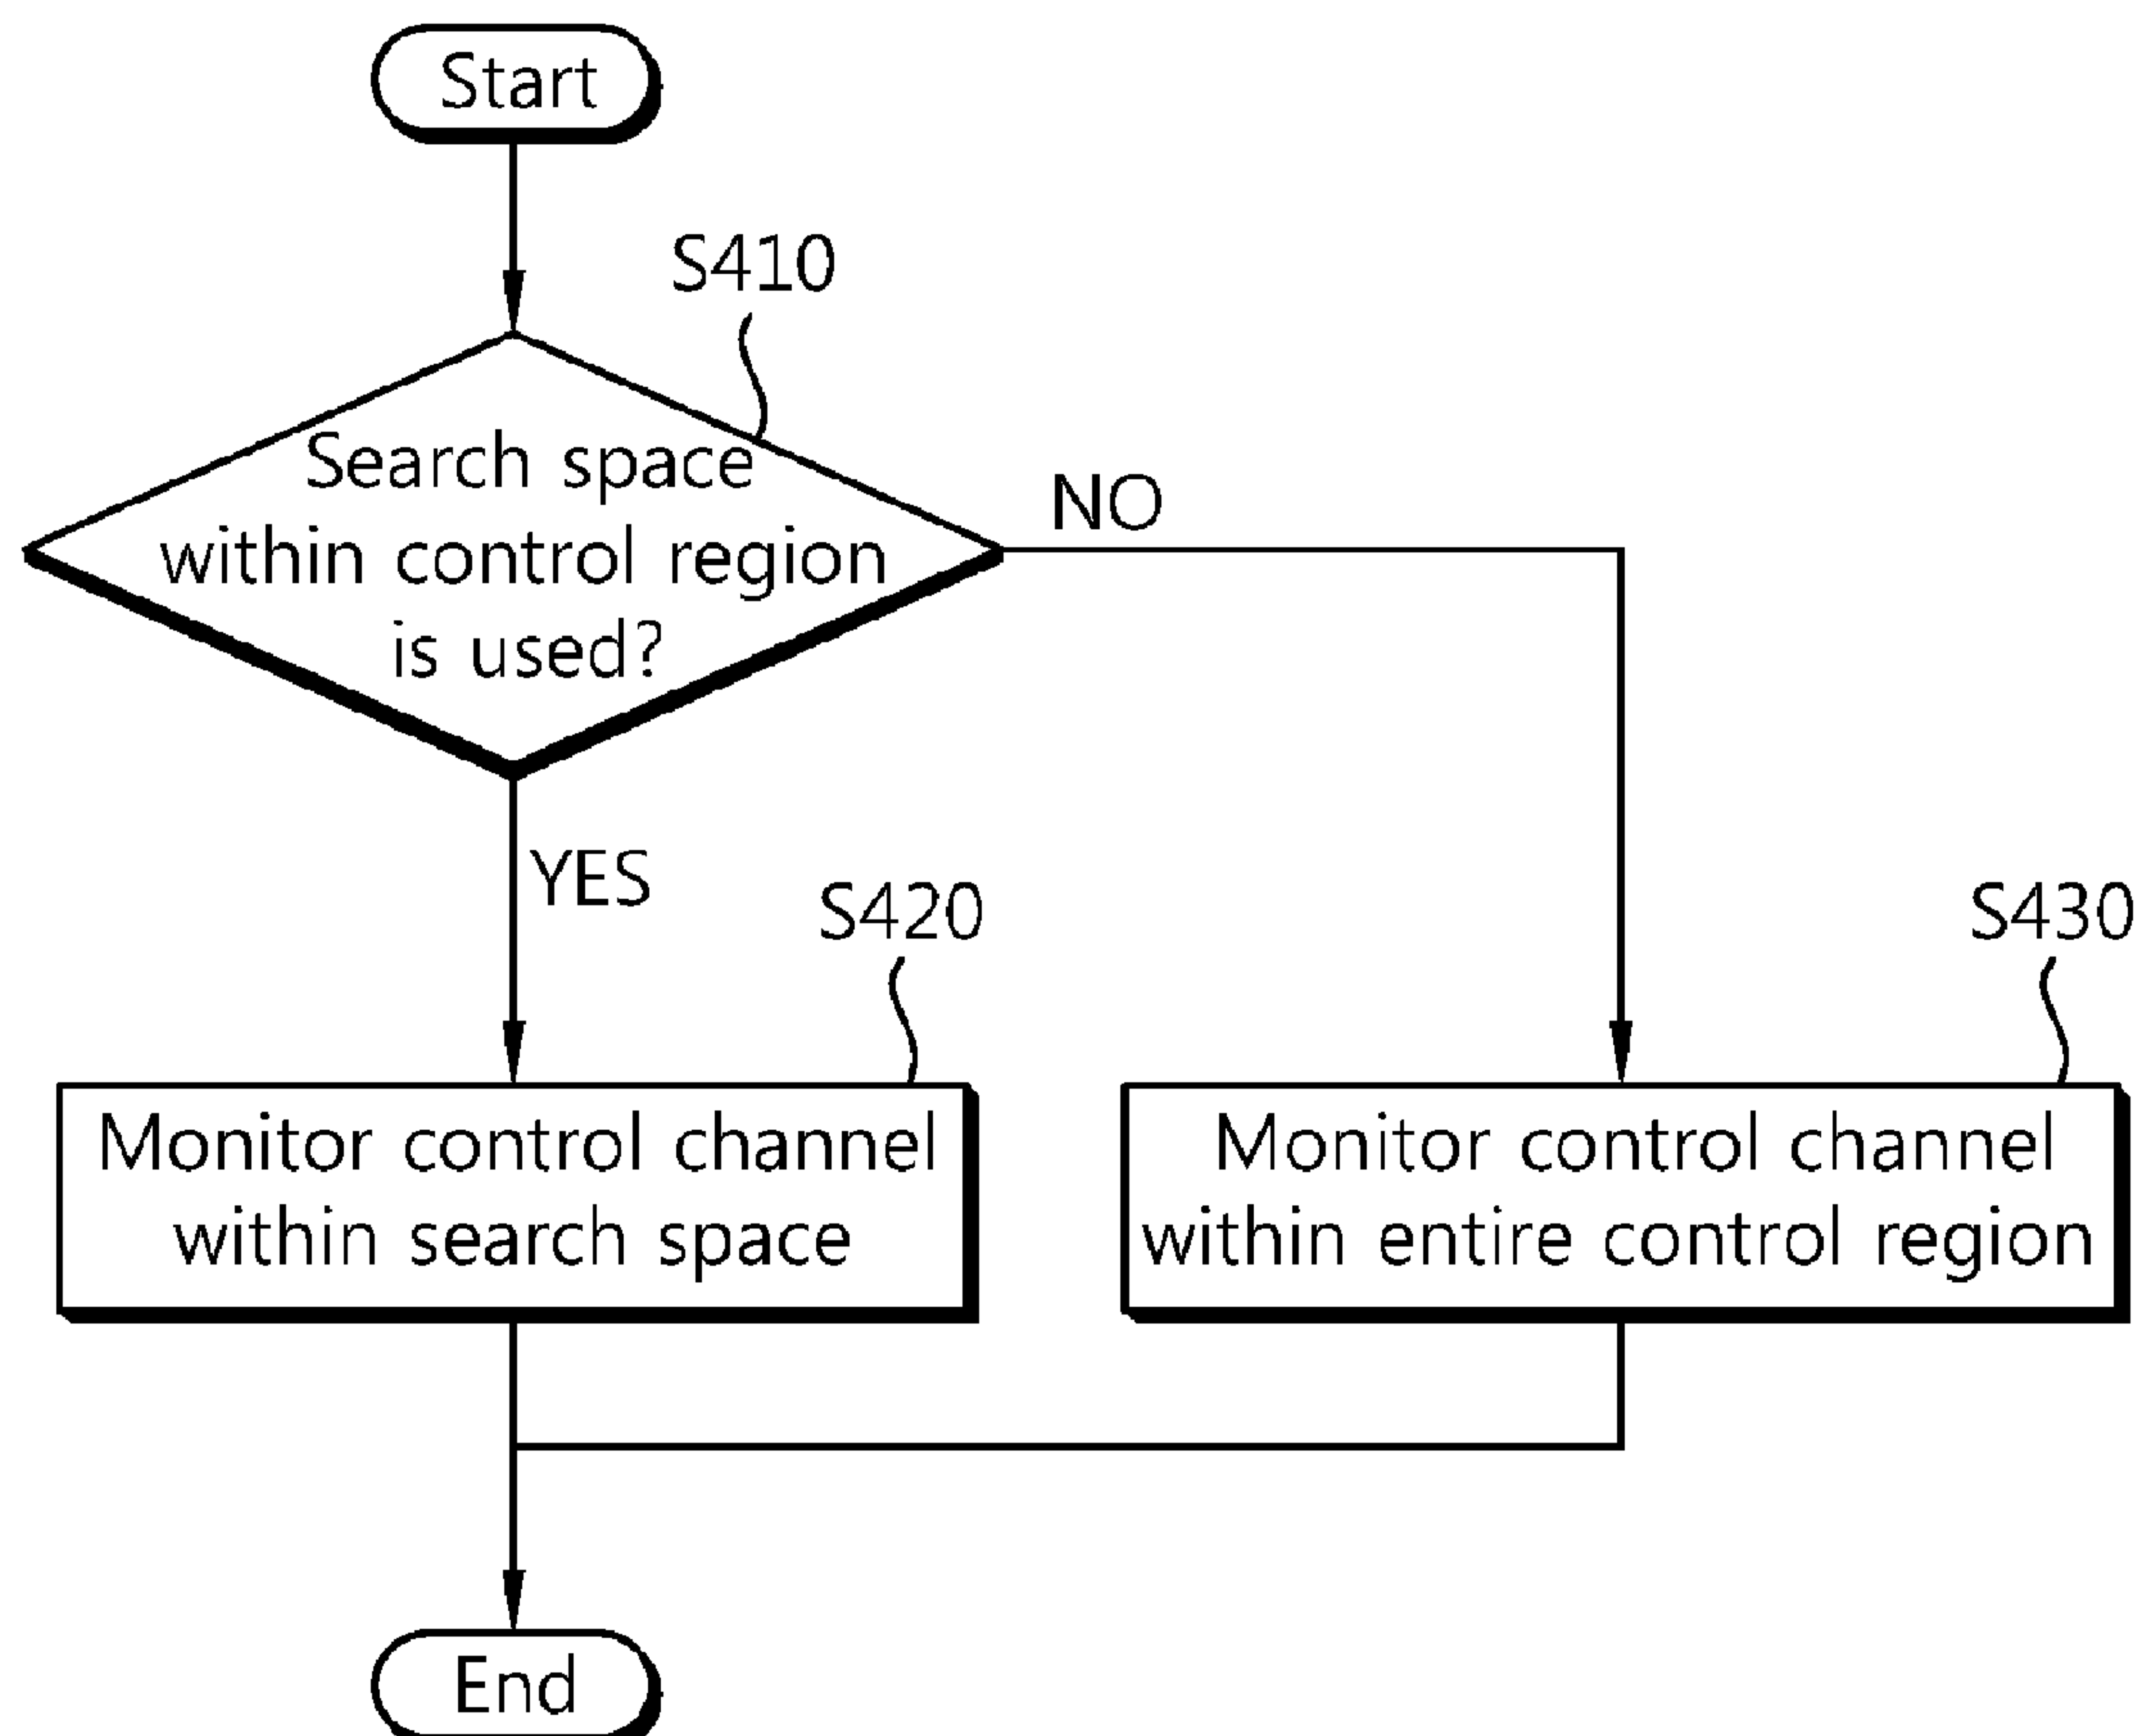 Start
S410
Search space
within control region
is used?
NO
YES
S420
S430
Monitor control channel
within search space
Monitor control channel
within entire control region
End